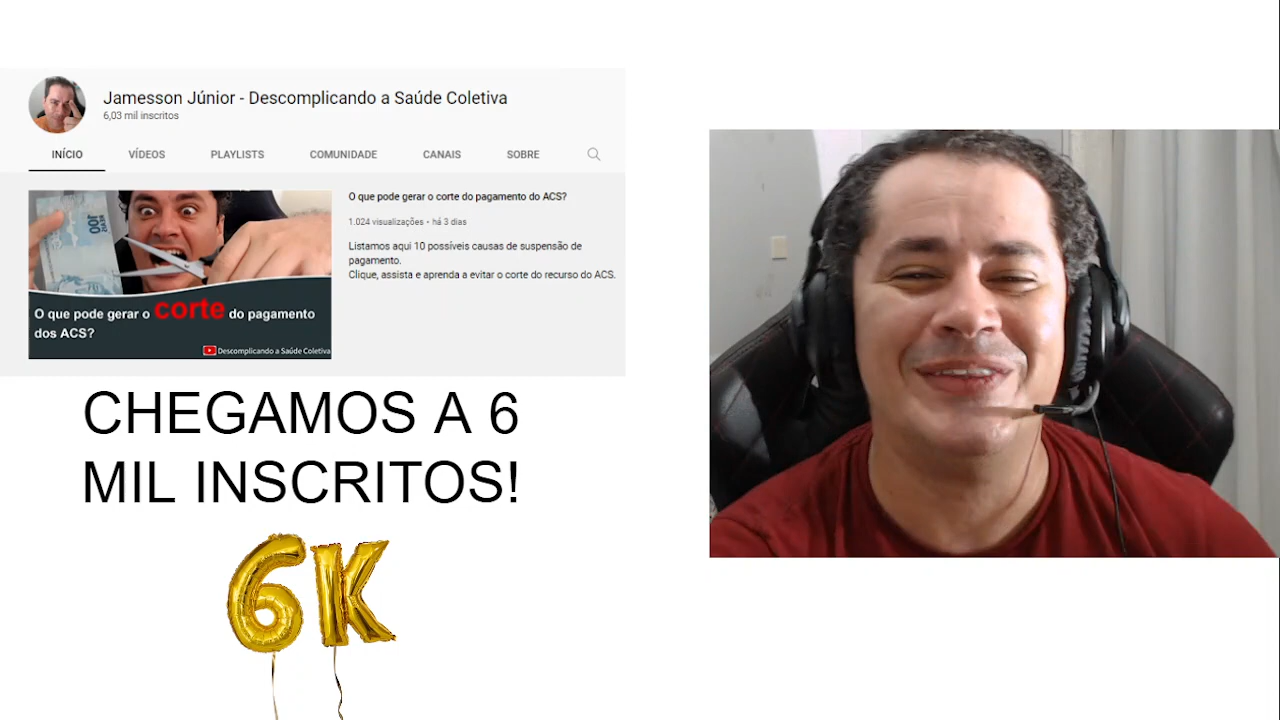 Jamesson Júnior - Descomplicando a Saúde Coletiva
6,03 mil inscritos
INÍCIO VÍDEOS PLAYLISTS COMUNIDADE CANAIS SOBRE
100
REAIS
O que pode gerar o corte do pagamento
dos ACS?
Descomplicando a Saúde Coletiva
O que pode gerar o corte do pagamento do ACS?
1.024 visualizações • há 3 dias
Listamos aqui 10 possíveis causas de suspensão de
pagamento.
Clique, assista e aprenda a evitar o corte do recurso do ACS.
CHEGAMOS A 6
MIL INSCRITOS!
6K